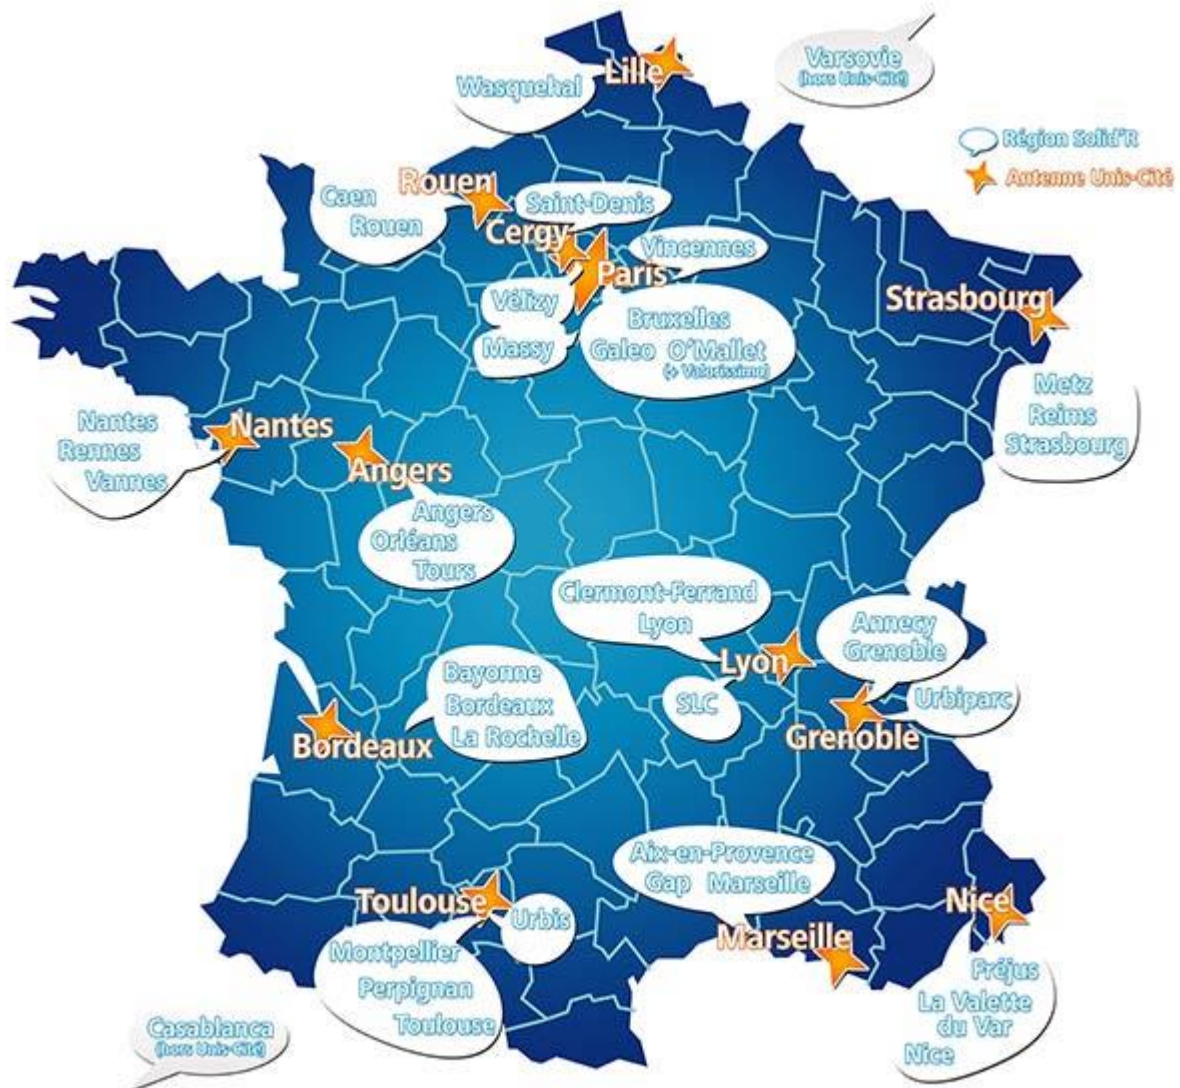 Varsovie
(hors Unis-Cité)
Lille
Wasquehal
Région Solid'R
Antenne Unis-Cité
Rouen
Caen
Rouen
Saint-Denis
Cergy
Vincennes
Paris
Vélizy
Massy
Bruxelles
Galeo O'Mallet
(+ Valorissimo)
Strasbourg
Metz
Reims
Strasbourg
Nantes
Nantes
Rennes
Vannes
Angers
Angers
Orléans
Tours
Clermont-Ferrand
Lyon
Lyon
SLC
Annecy
Grenoble
Urbiparc
Grenoble
Bayonne
Bordeaux
La Rochelle
Bordeaux
Aix-en-Provence
Gap Marseille
Marseille
Toulouse
Urbis
Montpellier
Perpignan
Toulouse
Nice
Fréjus
La Valette
du Var
Nice
Casablanca
(hors Unis-Cité)